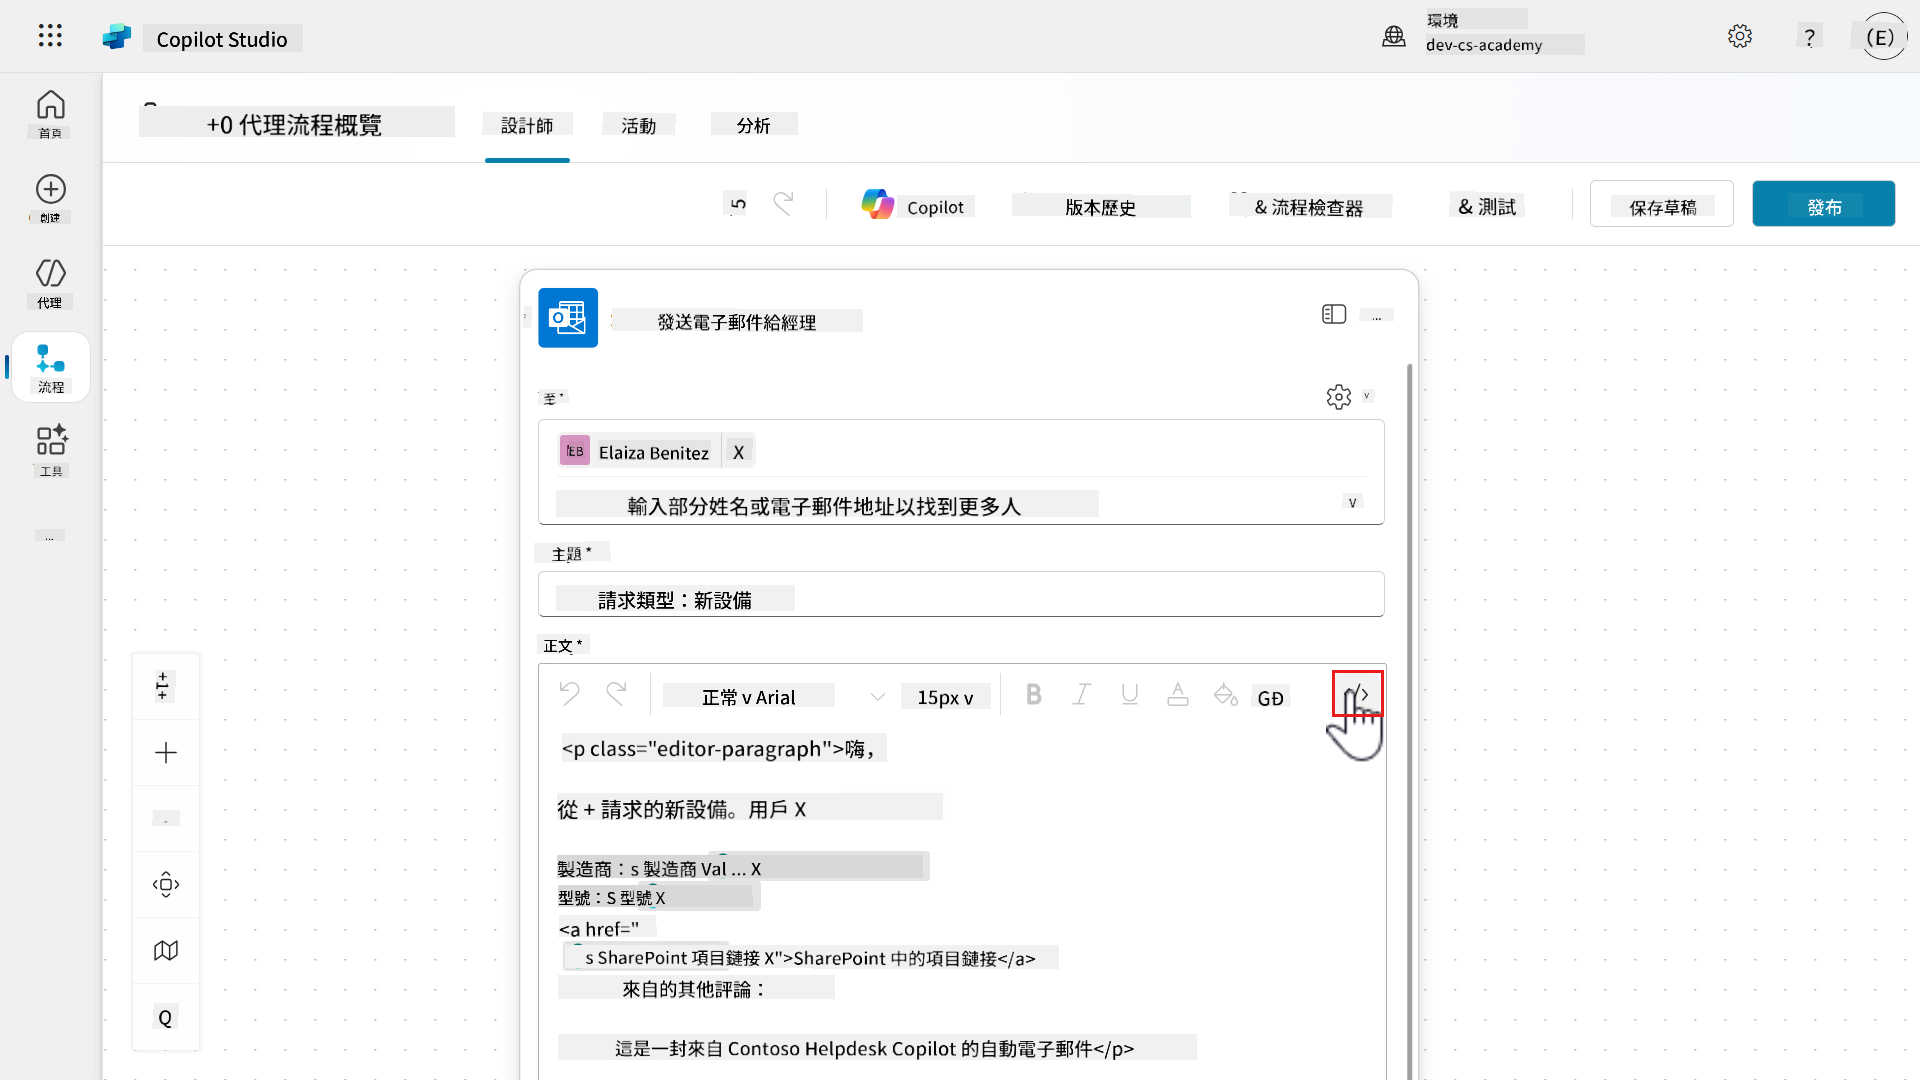 Copilot Studio
環境
dev-cs-academy
?
(E)
首頁
創建
代理
流程
工具
...
+0 代理流程概覽
設計師
活動
分析
Copilot
版本歷史
& 流程檢查器
& 測試
保存草稿
發布
發送電子郵件給經理
...
至 *
v
EB
Elaiza Benitez
X
輸入部分姓名或電子郵件地址以找到更多人
v
主題 *
請求類型：新設備
正文 *
正常 v Arial
15px v
B
I
U
A
GĐ
</>
<p class="editor-paragraph">嗨，
從 + 請求的新設備。用戶 X
製造商：s 製造商 Val ... X
型號：S 型號 X
<a href="
s SharePoint 項目鏈接 X">SharePoint 中的項目鏈接</a>
來自的其他評論：
這是一封來自 Contoso Helpdesk Copilot 的自動電子郵件</p>
Q